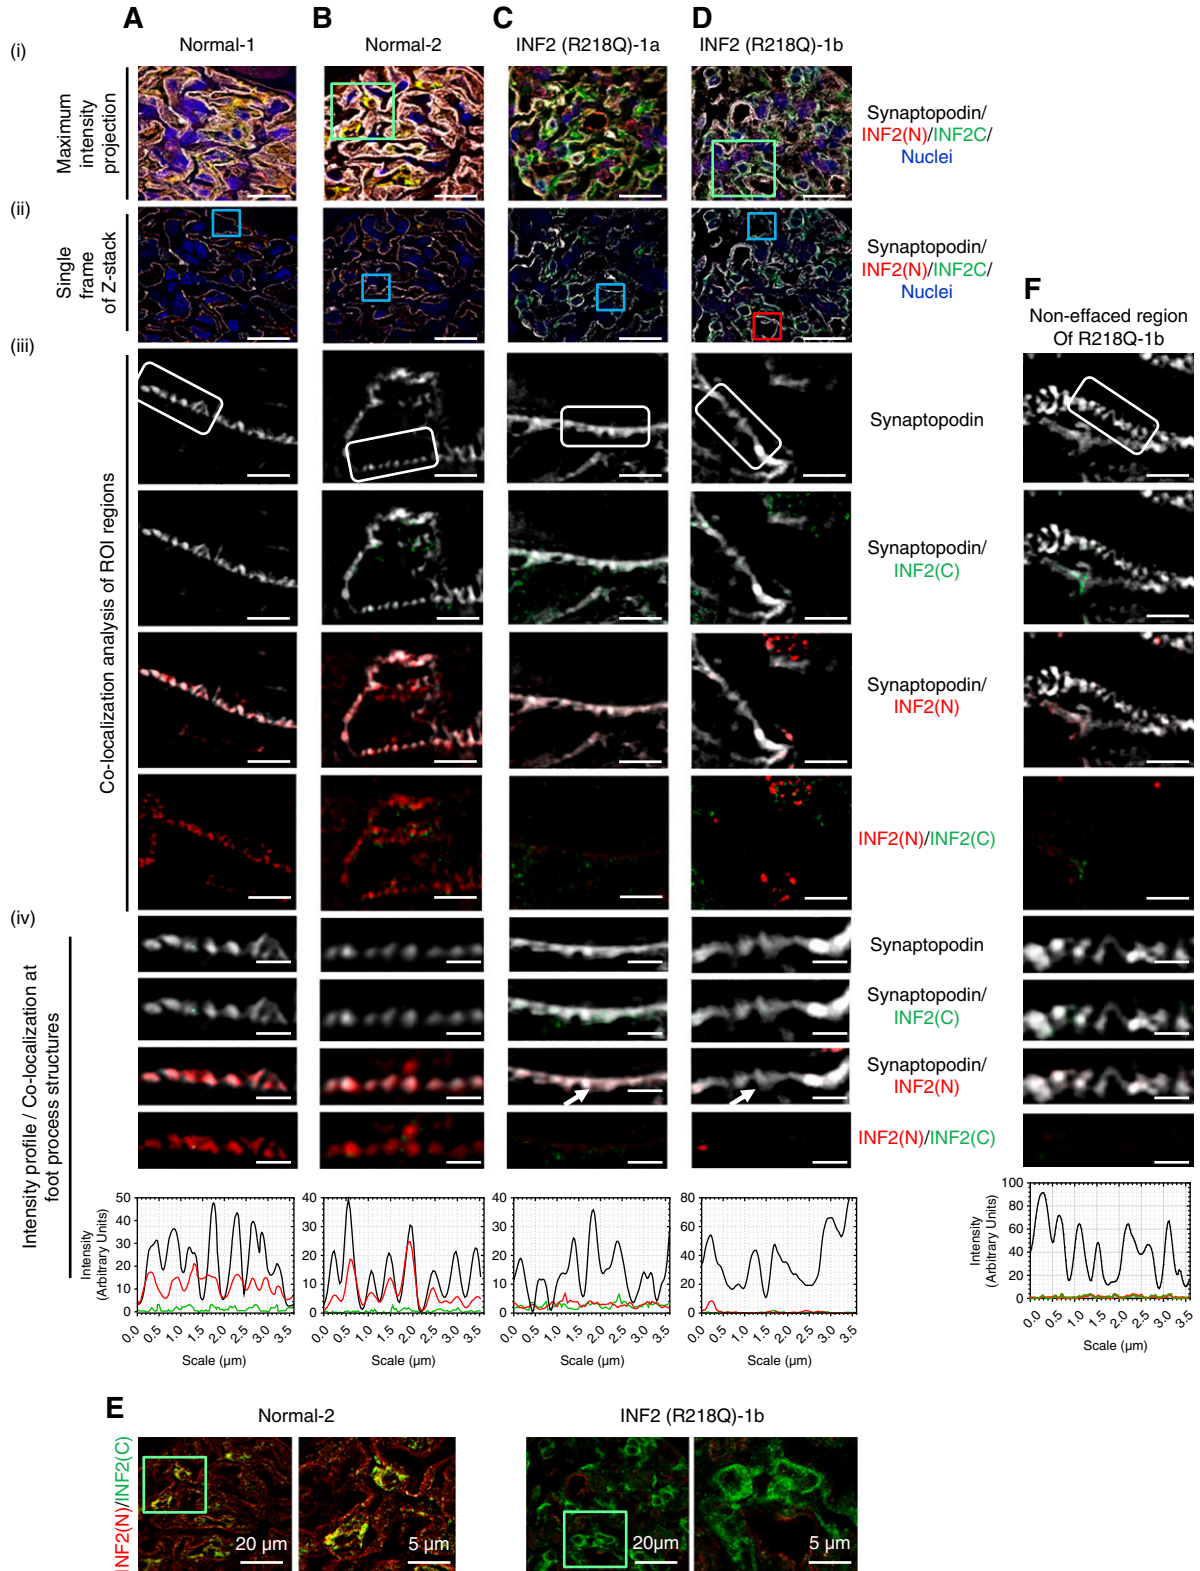 A
B
C
D
Normal-1
Normal-2
INF2 (R218Q)-1a
INF2 (R218Q)-1b
(i)
Maximum
intensity
projection
Synaptopodin/
INF2(N)/INF2C/
Nuclei
(ii)
Single
frame
of Z-stack
Synaptopodin/
INF2(N)/INF2C/
Nuclei
F
Non-effaced region
Of R218Q-1b
(iii)
Co-localization analysis of ROI regions
Synaptopodin
Synaptopodin/
INF2(C)
Synaptopodin/
INF2(N)
INF2(N)/INF2(C)
(iv)
Intensity profile / Co-localization at
foot process structures
Synaptopodin
Synaptopodin/
INF2(C)
Synaptopodin/
INF2(N)
INF2(N)/INF2(C)
Intensity
(Arbitrary Units)
50
40
30
20
10
0
0.0 0.5 1.0 1.5 2.0 2.5 3.0 3.5
Scale (µm)
40
30
20
10
0
0.0 0.5 1.0 1.5 2.0 2.5 3.0 3.5
Scale (µm)
40
30
20
10
0
0.0 0.5 1.0 1.5 2.0 2.5 3.0 3.5
Scale (µm)
80
60
40
20
0
0.0 0.5 1.0 1.5 2.0 2.5 3.0 3.5
Scale (µm)
Intensity
(Arbitrary Units)
100
80
60
40
20
0
0.0 0.5 1.0 1.5 2.0 2.5 3.0 3.5
Scale (µm)
E
Normal-2
INF2 (R218Q)-1b
INF2(N)/INF2(C)
20 µm
5 µm
20µm
5 µm